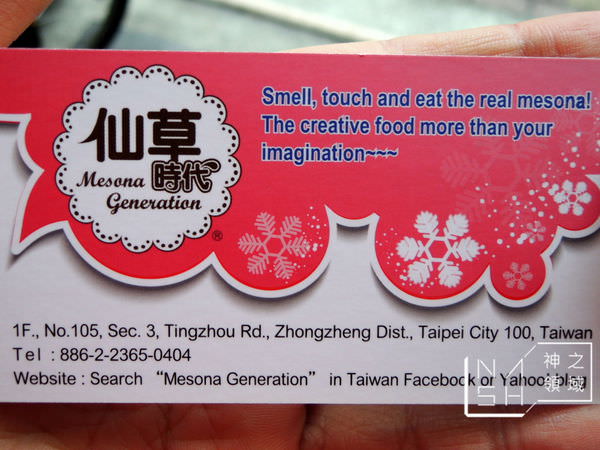 仙草
時代
Mesona
Generation
®
Smell, touch and eat the real mesona!
The creative food more than your
imagination~~~
1F., No.105, Sec. 3, Tingzhou Rd., Zhongzheng Dist., Taipei City 100, Taiwan
Tel : 886-2-2365-0404
Website : Search “Mesona Generation” in Taiwan Facebook or Yahoo! blog
神之
領域